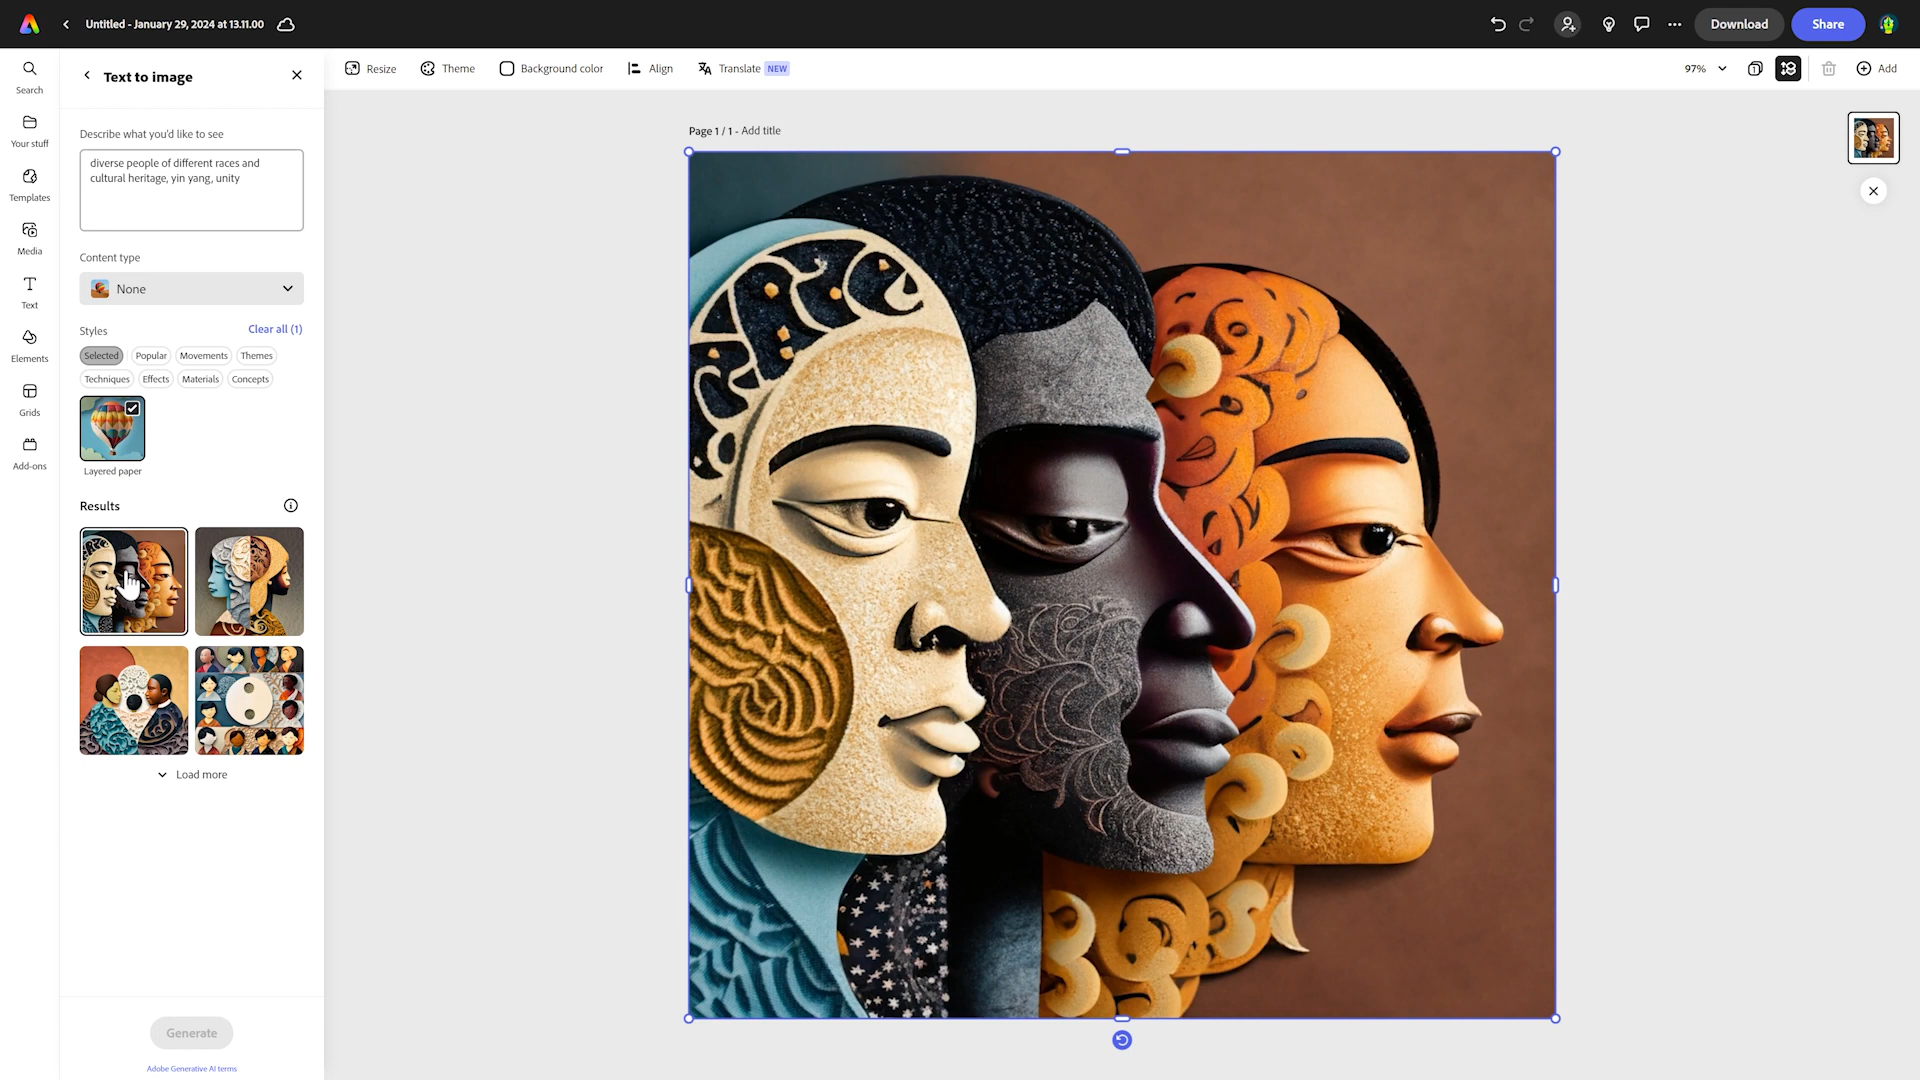 Untitled - January 29, 2024 at 13.11.00
Download
Share
Search
Your stuff
Templates
Media
Text
Elements
Grids
Add-ons
Text to image
Describe what you'd like to see
diverse people of different races and
cultural heritage, yin yang, unity
Content type
None
Styles
Clear all (1)
Selected
Popular
Movements
Themes
Techniques
Effects
Materials
Concepts
Layered paper
Results
Load more
Generate
Adobe Generative AI terms
Resize
Theme
Background color
Align
Translate NEW
97%
1
Add
Page 1 / 1 - Add title